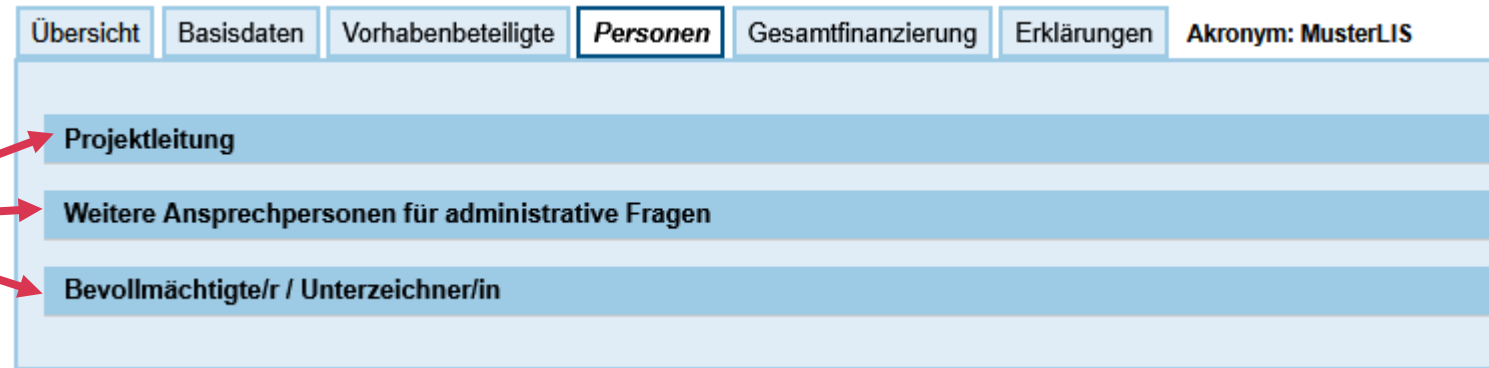 Übersicht Basisdaten Vorhabenbeteiligte Personen Gesamtfinanzierung Erklärungen Akronym: MusterLIS
Projektleitung
Weitere Ansprechpersonen für administrative Fragen
Bevollmächtigte/r / Unterzeichner/in